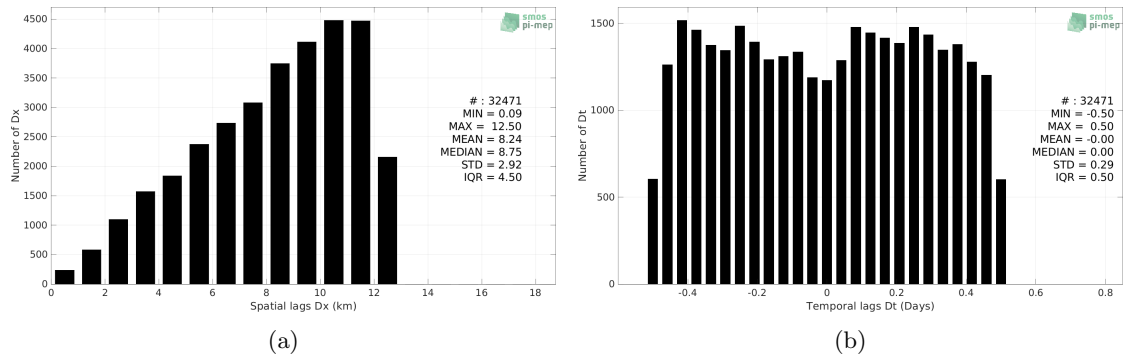 4500
4000
3500
3000
2500
2000
1500
1000
500
0
Number of Dx
0 2 4 6 8 10 12 14 16 18
Spatial lags Dx (km)
smos
pi-mep
# : 32471
MIN = 0.09
MAX = 12.50
MEAN = 8.24
MEDIAN = 8.75
STD = 2.92
IQR = 4.50
(a)
1500
1000
500
0
Number of Dt
-0.4 -0.2 0 0.2 0.4 0.6 0.8
Temporal lags Dt (Days)
smos
pi-mep
# : 32471
MIN = -0.50
MAX = 0.50
MEAN = -0.00
MEDIAN = 0.00
STD = 0.29
IQR = 0.50
(b)